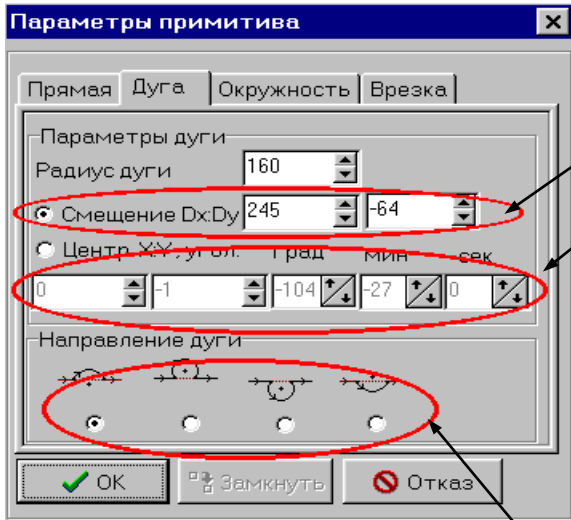 Параметры примитива
Прямая Дуга Окружность Врезка
Параметры дуги
Радиус дуги 160
Смещение Dx:Dy 245 -64
Центр X:Y, угол: Град мин сек
0 -1 -104 -27 0
Направление дуги
OK Замкнуть Отказ